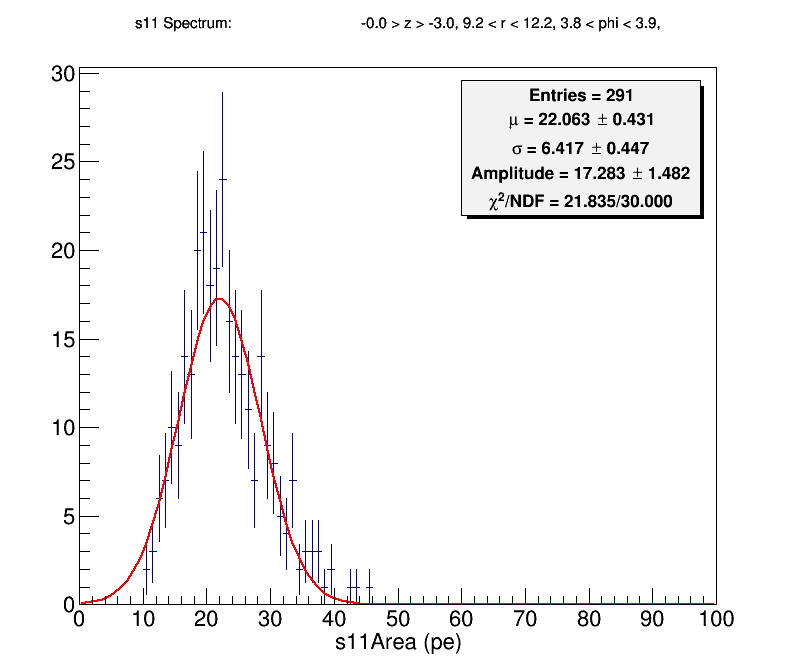 s11 Spectrum: -0.0 > z > -3.0, 9.2 < r < 12.2, 3.8 < phi < 3.9,
Entries = 291
μ = 22.063 ± 0.431
σ = 6.417 ± 0.447
Amplitude = 17.283 ± 1.482
χ²/NDF = 21.835/30.000
30
25
20
15
10
5
0
0 10 20 30 40 50 60 70 80 90 100
s11Area (pe)